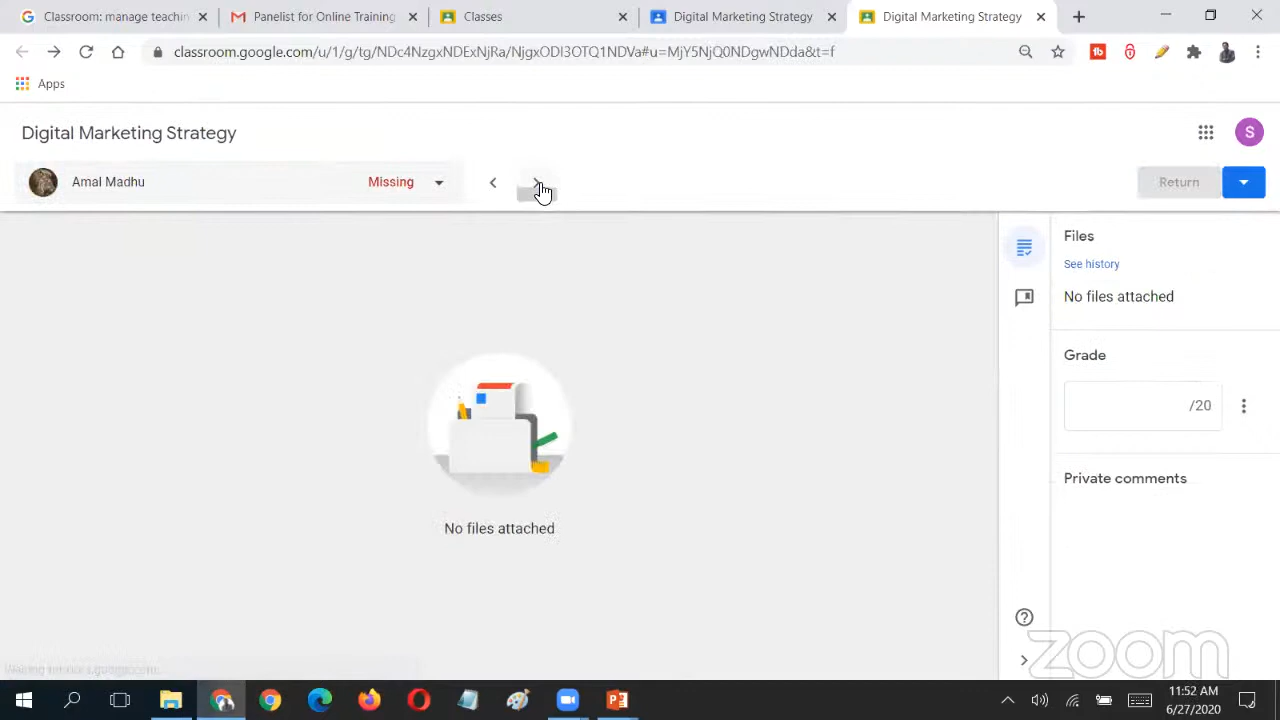 Classroom: manage teach
Panelist for Online Training
Classes
Digital Marketing Strategy
Digital Marketing Strategy
classroom.google.com/u/1/g/tg/NDc4NzgxNDExNjRa/NjgxODI3OTQ1NDVa#u=MjY5NjQ0NDgwNDda&t=f
Apps
Digital Marketing Strategy
S
Amal Madhu
Missing
Return
Files
See history
No files attached
Grade
/20
No files attached
Private comments
zoom
11:52 AM
6/27/2020